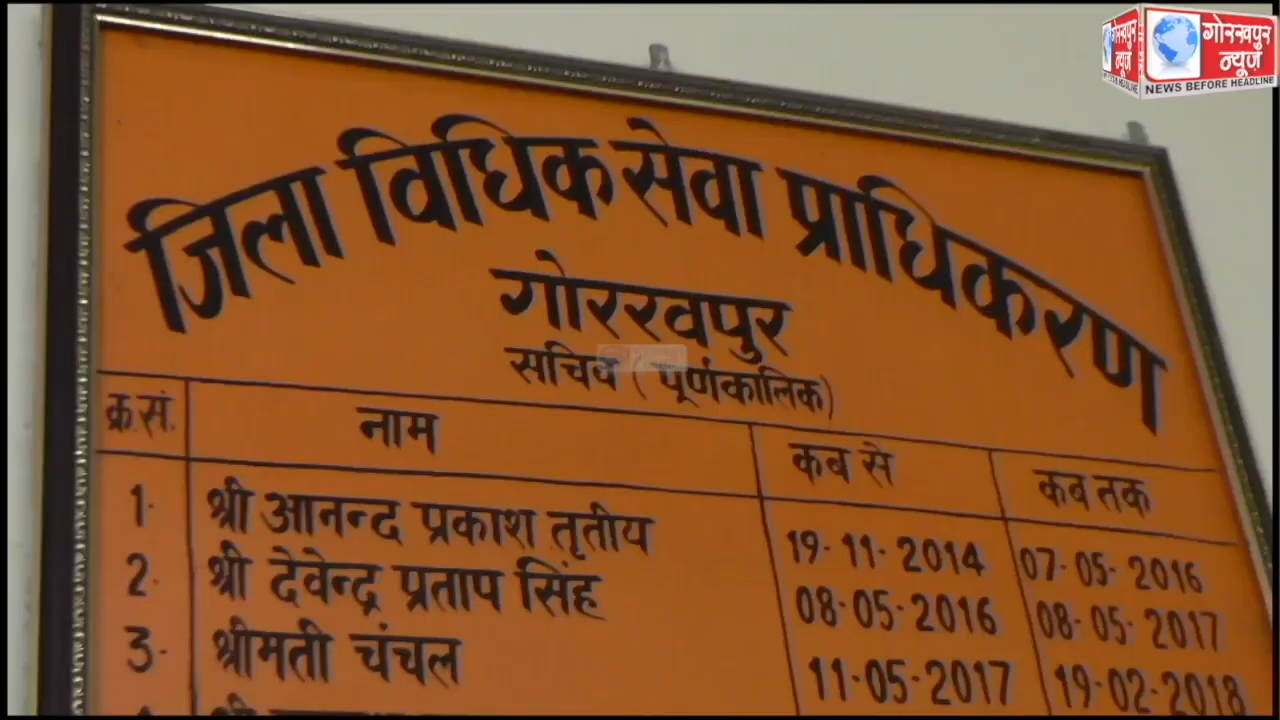 गोरखपुर
न्यूज़
गोरखपुर
न्यूज़
NEWS BEFORE HEADLINE
जिला विधिक सेवा प्राधिकरण
गोरखपुर
सचिव (पूर्णकालिक)
क्र.सं. नाम कब से कब तक
1. श्री आनन्द प्रकाश तृतीय 19-11-2014 07-05-2016
2. श्री देवेन्द्र प्रताप सिंह 08-05-2016 08-05-2017
3. श्रीमती चंचल 11-05-2017 19-02-2018